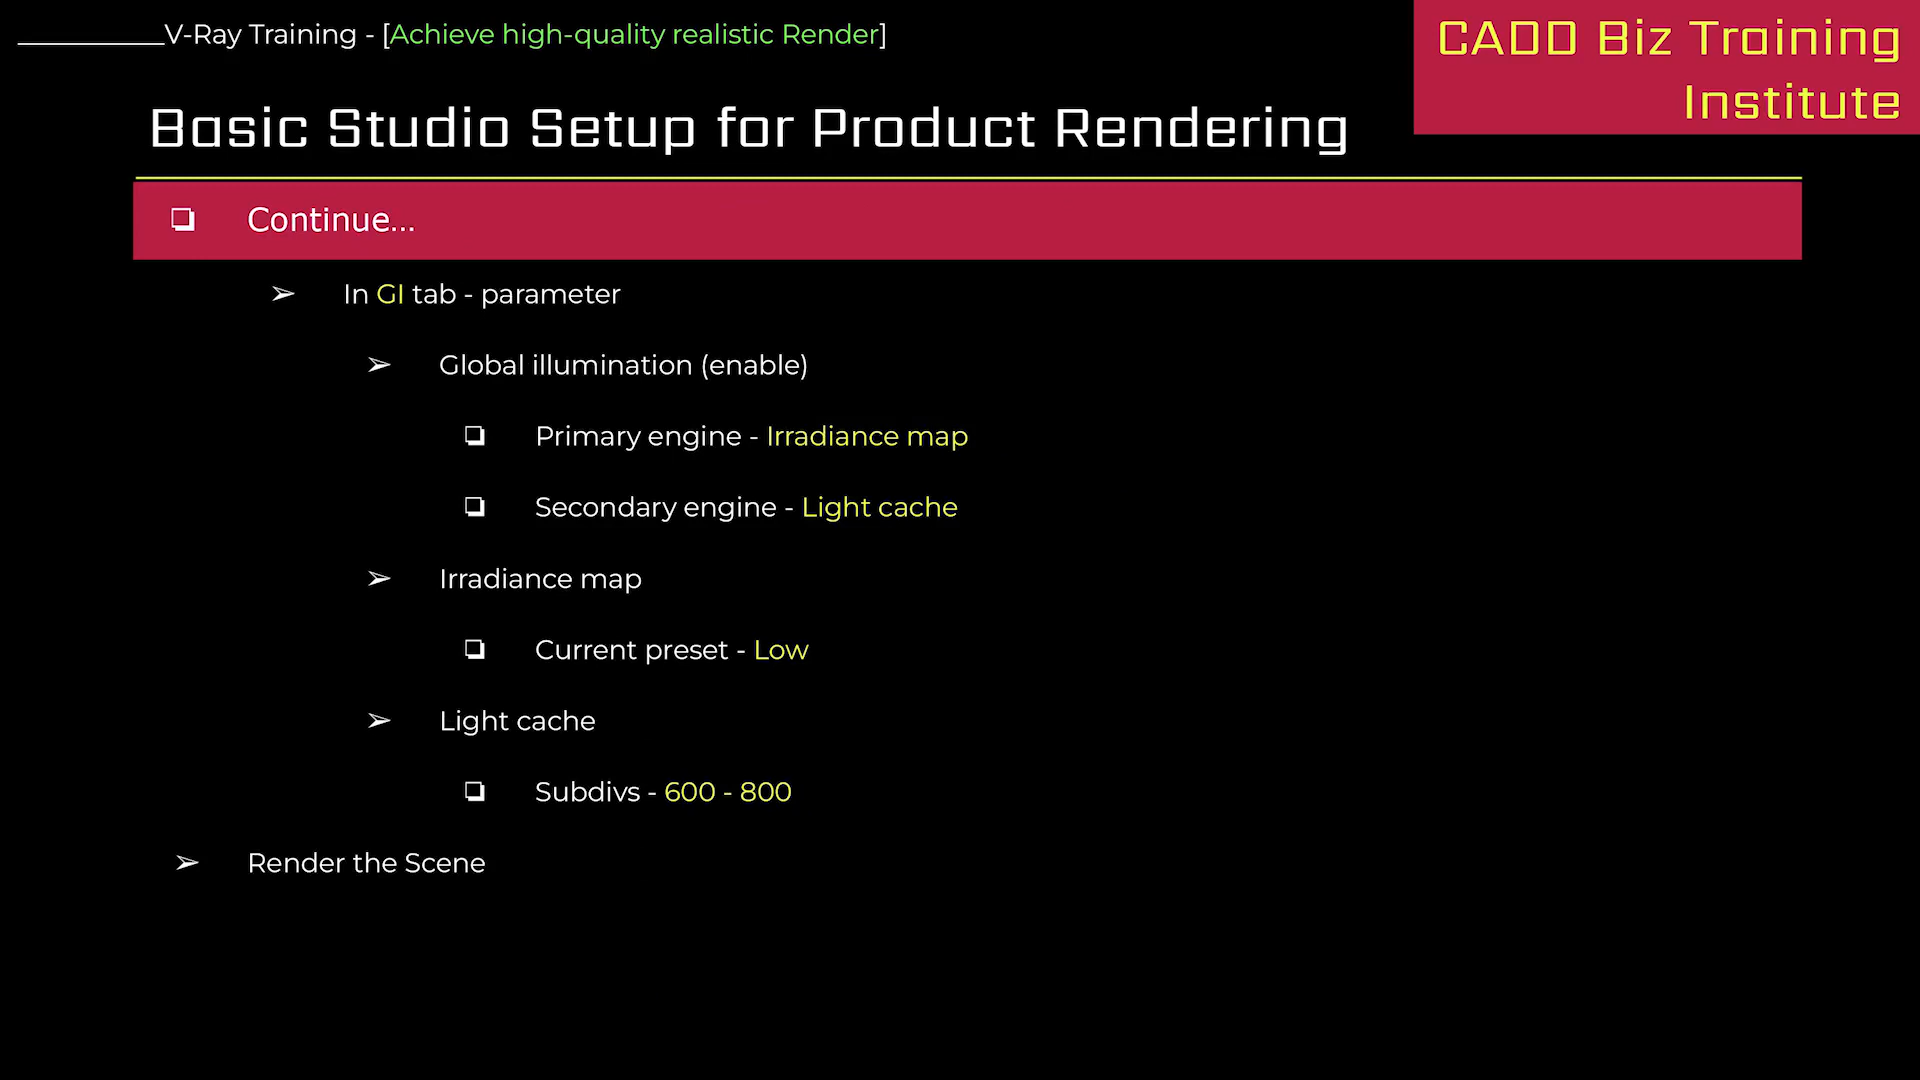 V-Ray Training - [Achieve high-quality realistic Render]
CADD Biz Training
Institute
Basic Studio Setup for Product Rendering
❏ Continue...
➢ In GI tab - parameter
➢ Global illumination (enable)
❏ Primary engine - Irradiance map
❏ Secondary engine - Light cache
➢ Irradiance map
❏ Current preset - Low
➢ Light cache
❏ Subdivs - 600 - 800
➢ Render the Scene